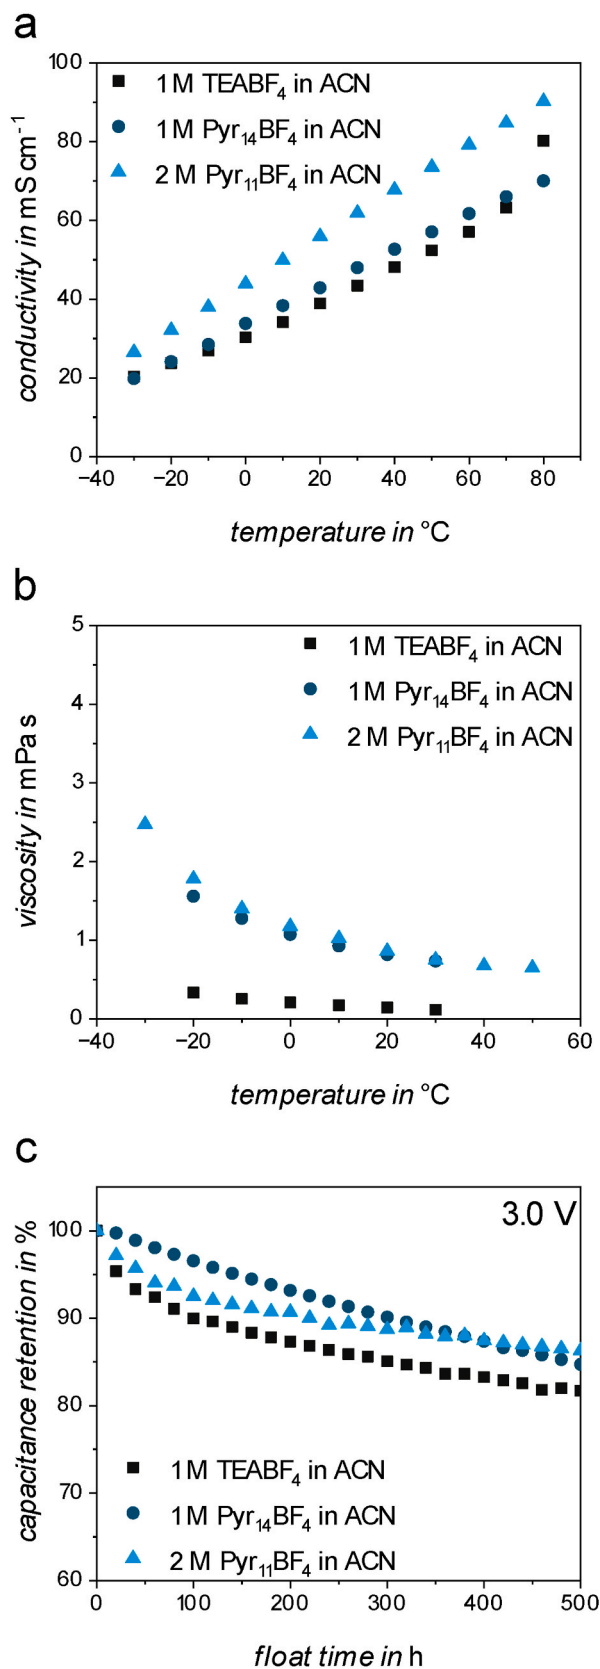 a
100
80
60
40
20
0
conductivity in mS cm⁻¹
1 M TEABF₄ in ACN
1 M Pyr₁₄BF₄ in ACN
2 M Pyr₁₁BF₄ in ACN
−40 −20 0 20 40 60 80
temperature in °C
b
5
4
3
2
1
0
viscosity in mPa s
1 M TEABF₄ in ACN
1 M Pyr₁₄BF₄ in ACN
2 M Pyr₁₁BF₄ in ACN
−40 −20 0 20 40 60
temperature in °C
c
3.0 V
100
90
80
70
60
capacitance retention in %
1 M TEABF₄ in ACN
1 M Pyr₁₄BF₄ in ACN
2 M Pyr₁₁BF₄ in ACN
0 100 200 300 400 500
float time in h